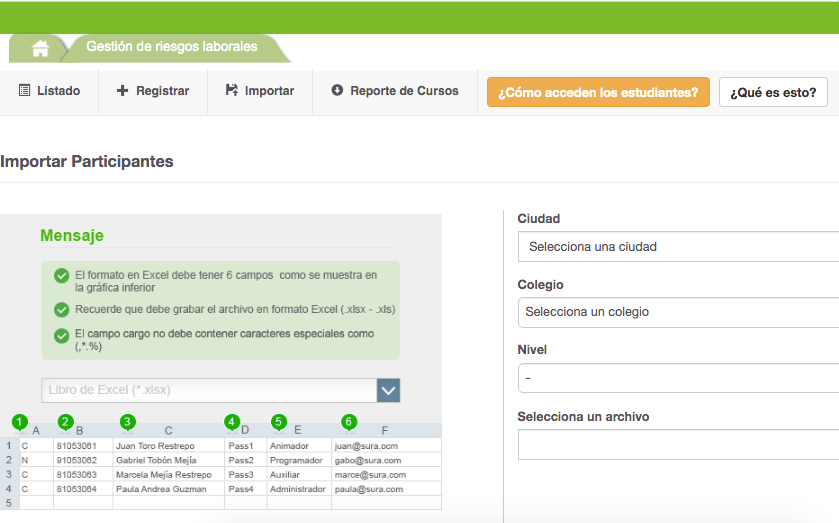 Gestión de riesgos laborales
Listado
Registrar
Importar
Reporte de Cursos
¿Cómo acceden los estudiantes?
¿Qué es esto?
Importar Participantes
Mensaje
El formato en Excel debe tener 6 campos como se muestra en
la gráfica inferior
Recuerde que debe grabar el archivo en formato Excel (.xlsx - .xls)
El campo cargo no debe contener caracteres especiales como
(,*.%)
Libro de Excel (*.xlsx)
1 A 2 B 3 C 4 D 5 E 6 F
1 C 81053061 Juan Toro Restrepo Pass1 Animador juan@sura.ocm
2 N 91053062 Gabriel Tobón Mejía Pass2 Programador gabo@sura.com
3 C 81053063 Marcela Mejía Restrepo Pass3 Auxiliar marce@sura.com
4 C 81053064 Paula Andrea Guzman Pass4 Administrador paula@sura.com
5
Ciudad
Selecciona una ciudad
Colegio
Selecciona un colegio
Nivel
-
Selecciona un archivo